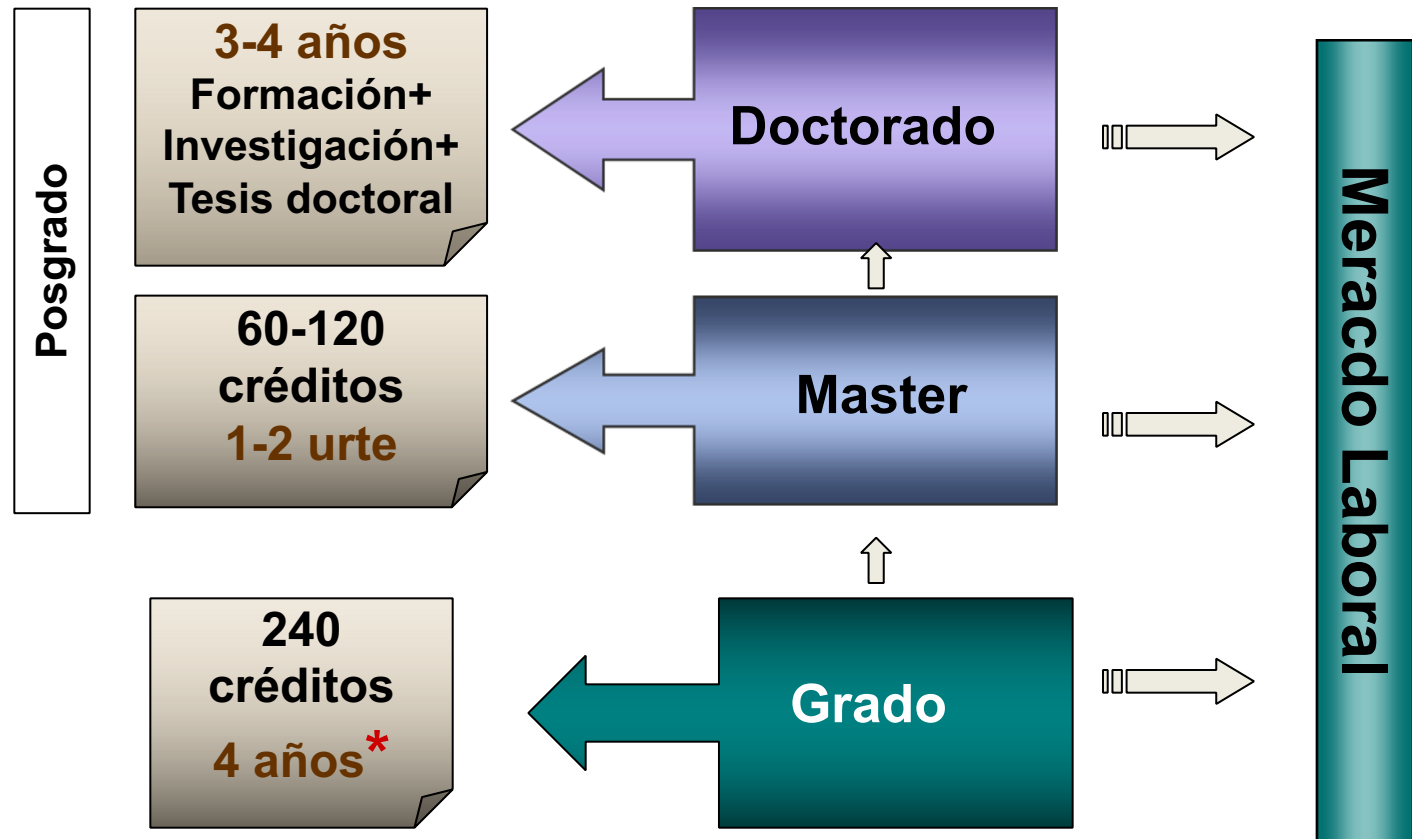 Posgrado
3-4 años
Formación+
Investigación+
Tesis doctoral
Doctorado
60-120
créditos
1-2 urte
Master
240
créditos
4 años*
Grado
Meracdo Laboral